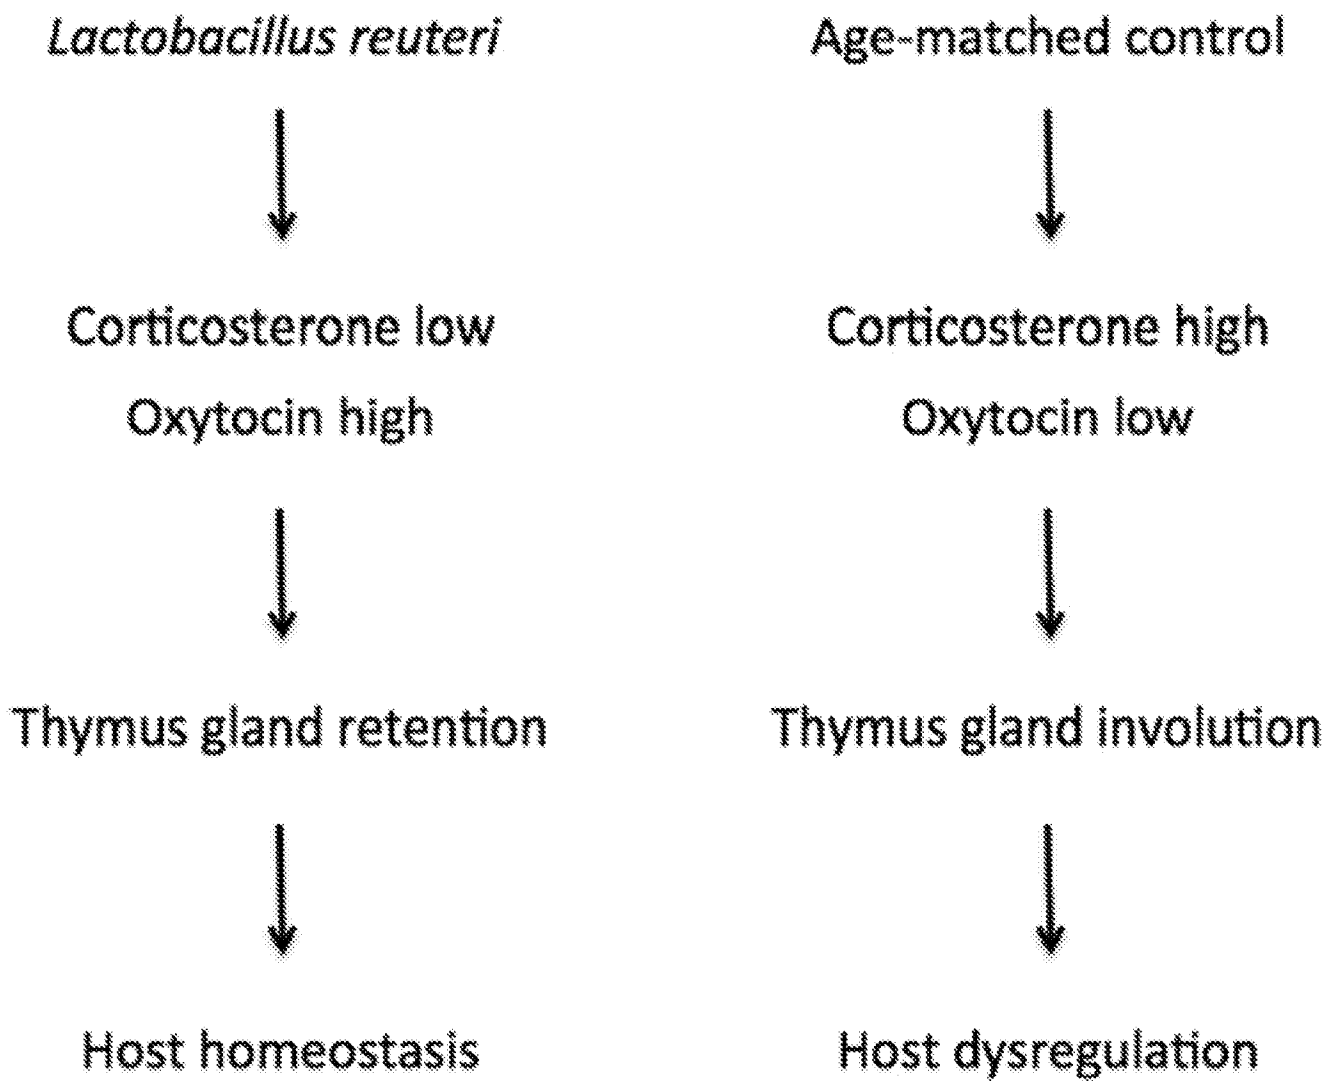 Lactobacillus reuteri
Corticosterone low
Oxytocin high
Thymus gland retention
Host homeostasis
Age-matched control
Corticosterone high
Oxytocin low
Thymus gland involution
Host dysregulation